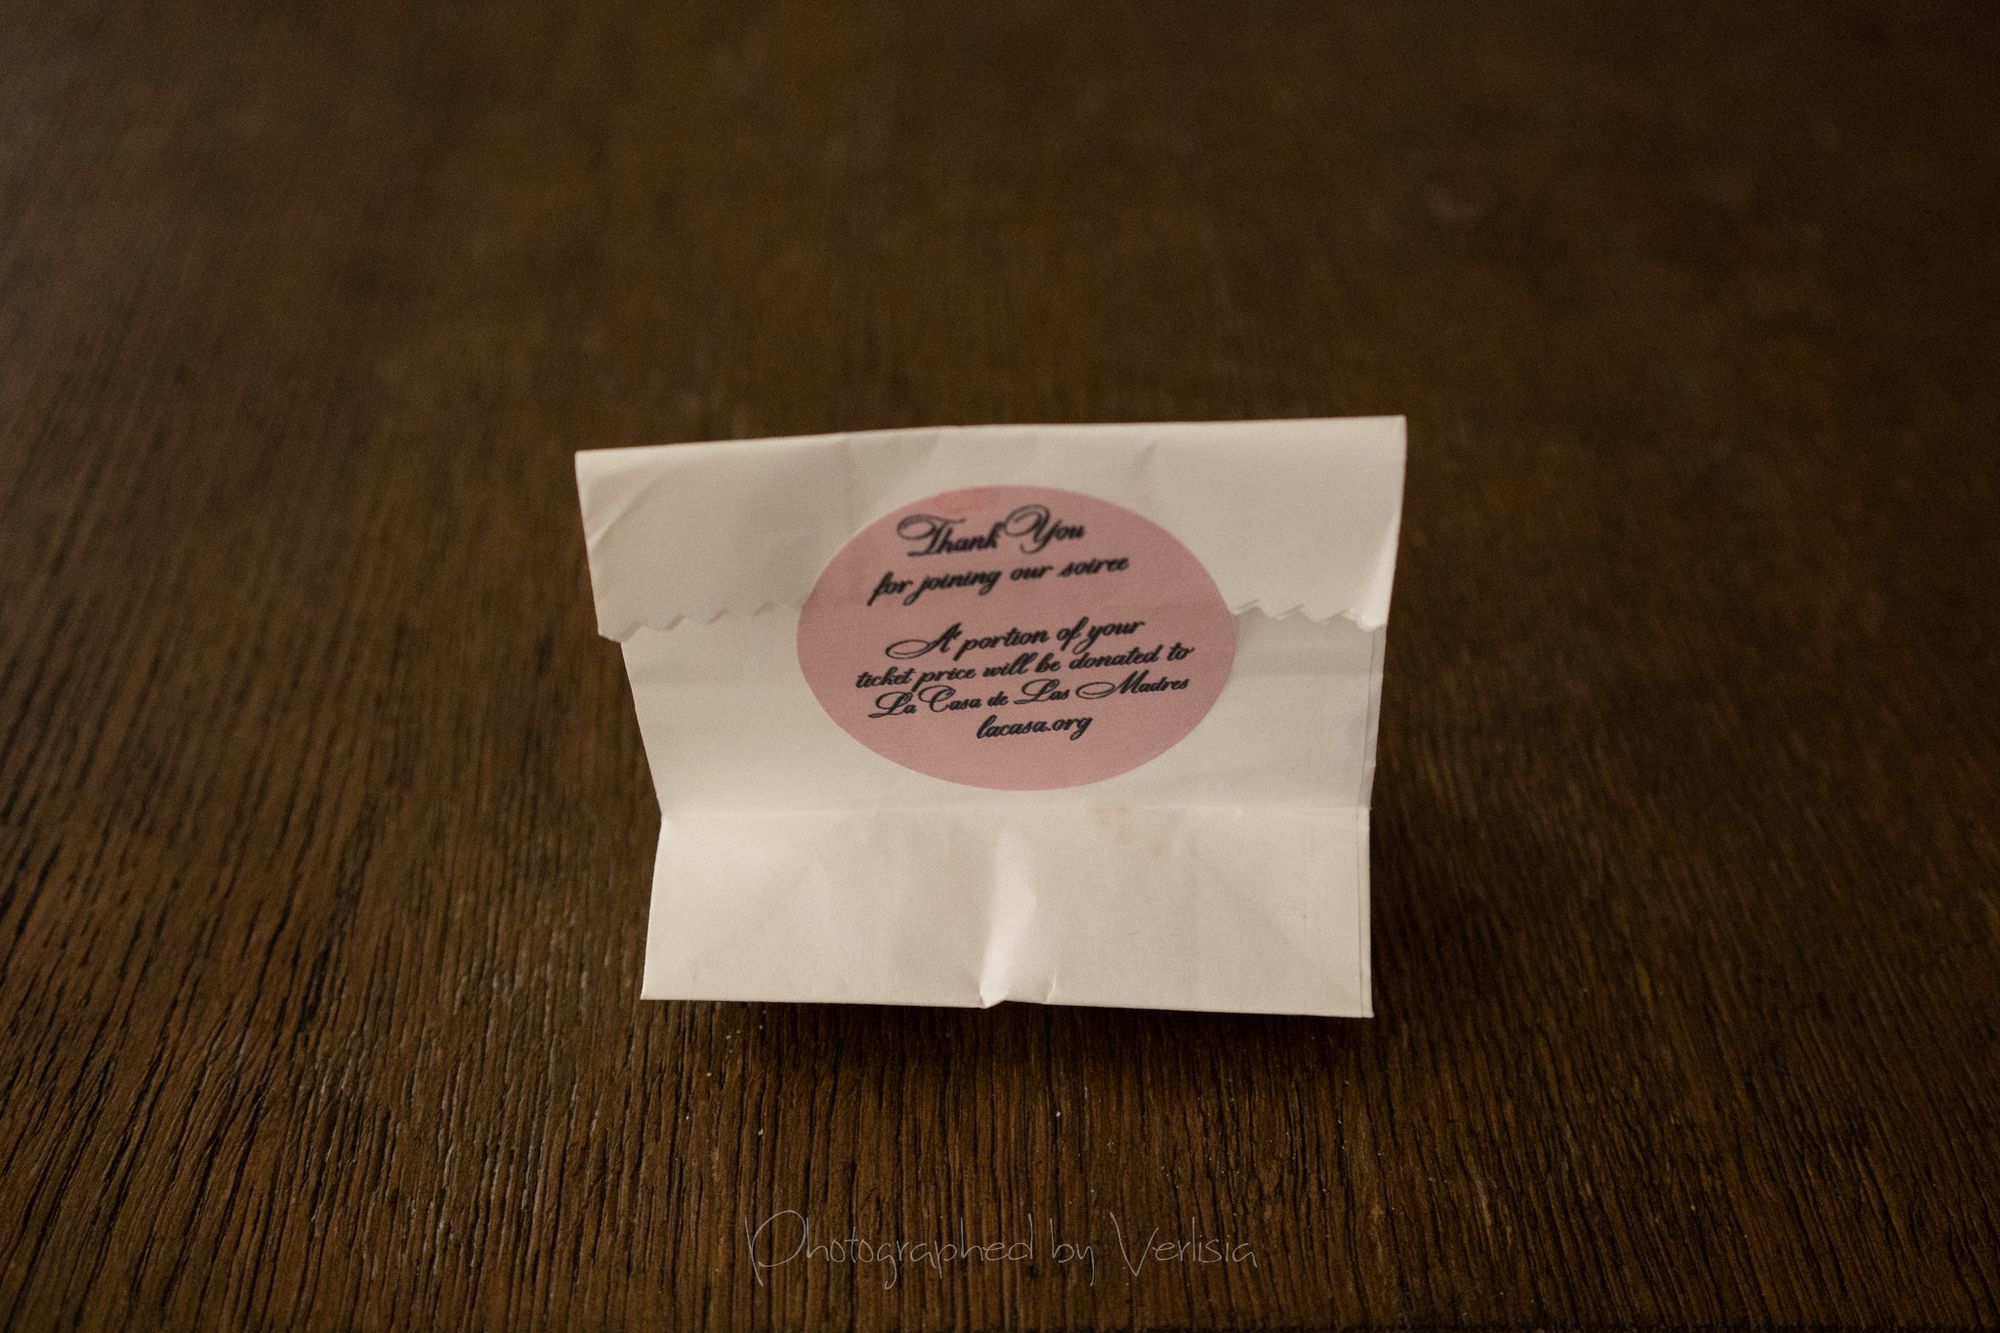 Thank You
for joining our soiree
A portion of your
ticket price will be donated to
La Casa de Las Madres
lacasa.org
Photographed by Verlisia